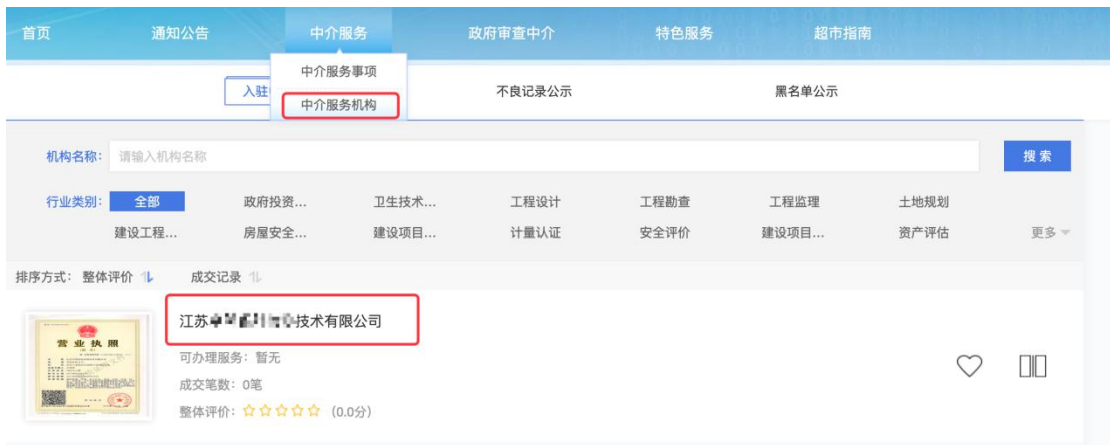 首页 通知公告 中介服务 政府审查中介 特色服务 超市指南
中介服务事项
入驻 不良记录公示 黑名单公示
中介服务机构
机构名称： 请输入机构名称 搜索
行业类别： 全部 政府投资... 卫生技术... 工程设计 工程勘查 工程监理 土地规划
建设工程... 房屋安全... 建设项目... 计量认证 安全评价 建设项目... 资产评估 更多
排序方式： 整体评价 成交记录
江苏 技术有限公司
营业执照
可办理服务：暂无
成交笔数：0笔
整体评价： (0.0分)